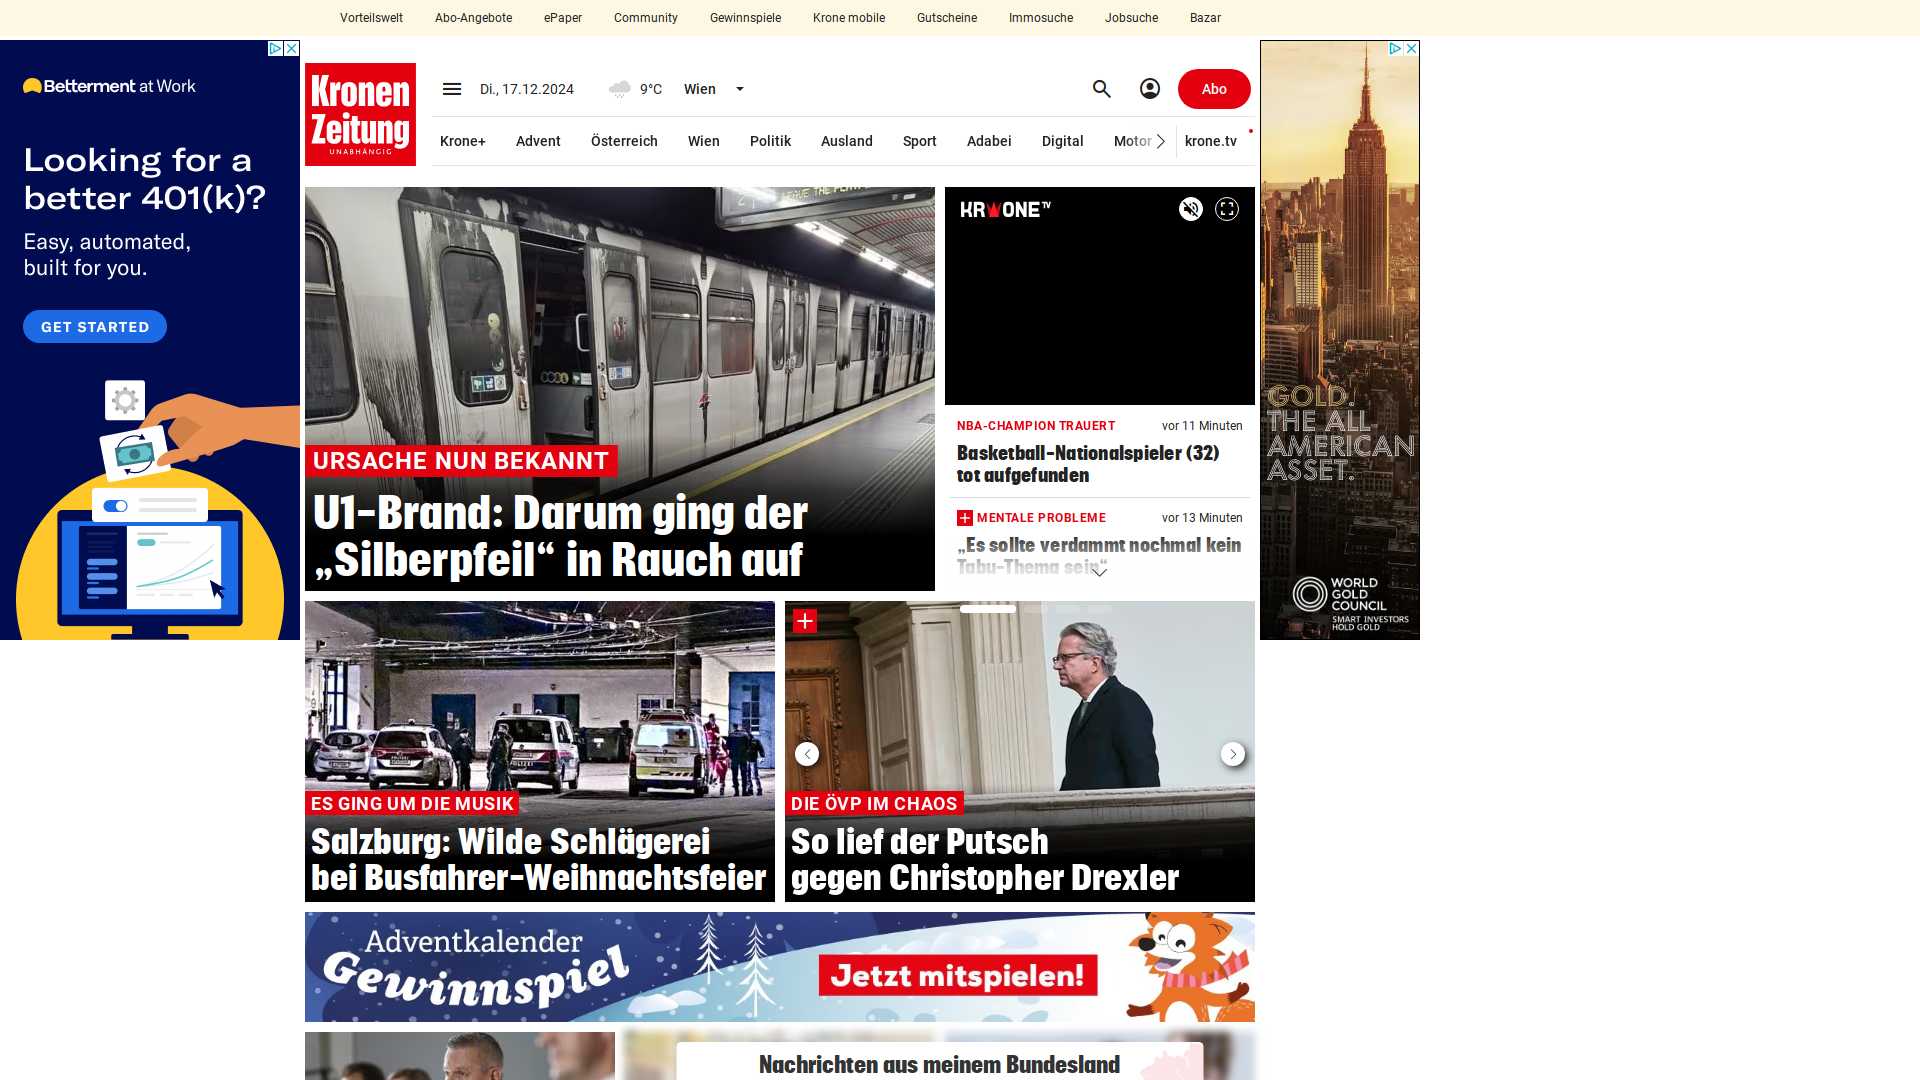 Vorteilswelt Abo-Angebote ePaper Community Gewinnspiele Krone mobile Gutscheine Immosuche Jobsuche Bazar
Betterment at Work
Looking for a
better 401(k)?
Easy, automated,
built for you.
GET STARTED
Kronen
Zeitung
UNABHÄNGIG
Di., 17.12.2024 9°C Wien
Abo
Krone+ Advent Österreich Wien Politik Ausland Sport Adabei Digital Motor krone.tv
URSACHE NUN BEKANNT
U1-Brand: Darum ging der
„Silberpfeil“ in Rauch auf
KRONE TV
NBA-CHAMPION TRAUERT vor 11 Minuten
Basketball-Nationalspieler (32)
tot aufgefunden
MENTALE PROBLEME vor 13 Minuten
„Es sollte verdammt nochmal kein
Tabu-Thema sein“
GOLD.
THE ALL-
AMERICAN
ASSET.
WORLD
GOLD
COUNCIL
SMART INVESTORS
HOLD GOLD
ES GING UM DIE MUSIK
Salzburg: Wilde Schlägerei
bei Busfahrer-Weihnachtsfeier
DIE ÖVP IM CHAOS
So lief der Putsch
gegen Christopher Drexler
Adventkalender
Gewinnspiel
Jetzt mitspielen!
Nachrichten aus meinem Bundesland